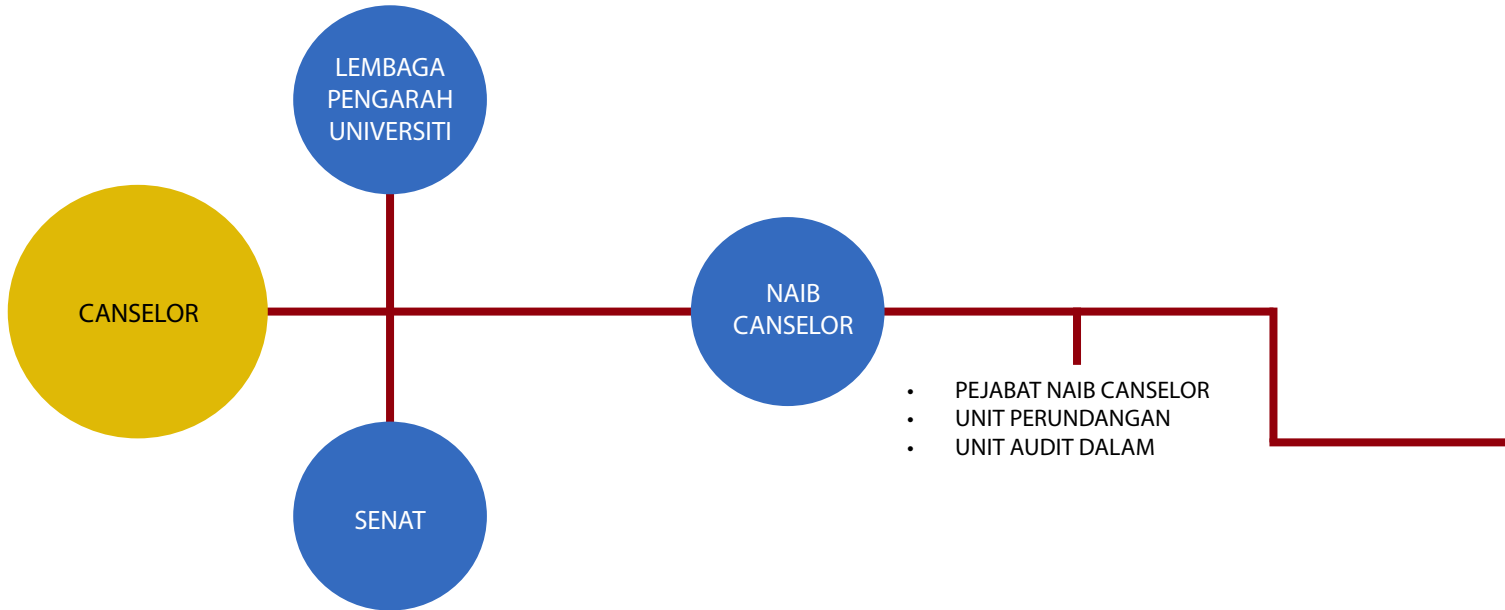 LEMBAGA
PENGARAH
UNIVERSITI
CANSELOR
NAIB
CANSELOR
• PEJABAT NAIB CANSELOR
• UNIT PERUNDANGAN
• UNIT AUDIT DALAM
SENAT